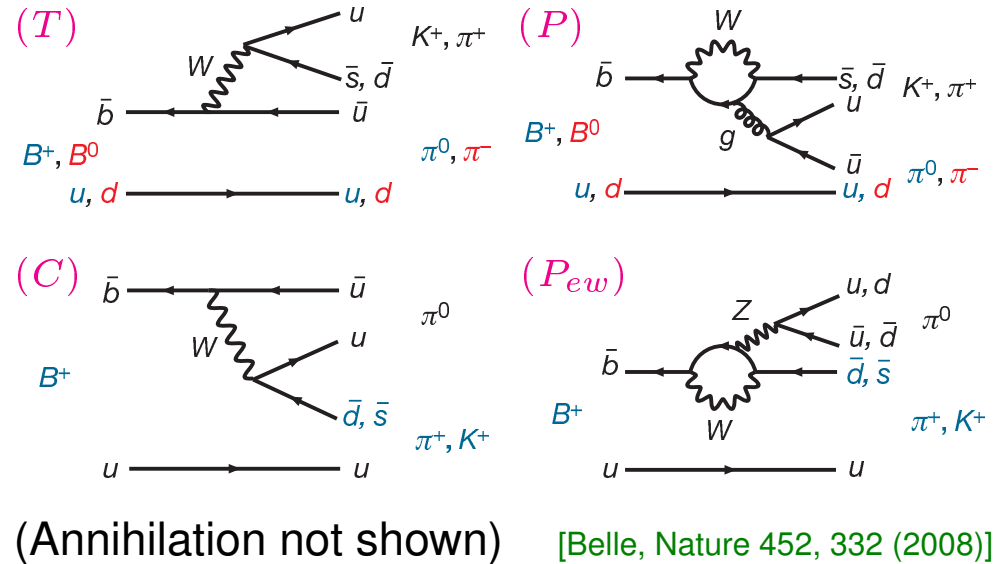 (T)
u
K⁺, π⁺
W
s̄, d̄
b̄
ū
B⁺, B⁰
π⁰, π⁻
u, d
u, d
(P)
W
b̄
s̄, d̄
K⁺, π⁺
u
B⁺, B⁰
g
ū
π⁰, π⁻
u, d
u, d
(C)
b̄
ū
π⁰
u
W
B⁺
d̄, s̄
π⁺, K⁺
u
u
(P_ew)
u, d
Z
π⁰
ū, d̄
b̄
d̄, s̄
B⁺
W
π⁺, K⁺
u
u
(Annihilation not shown)
[Belle, Nature 452, 332 (2008)]